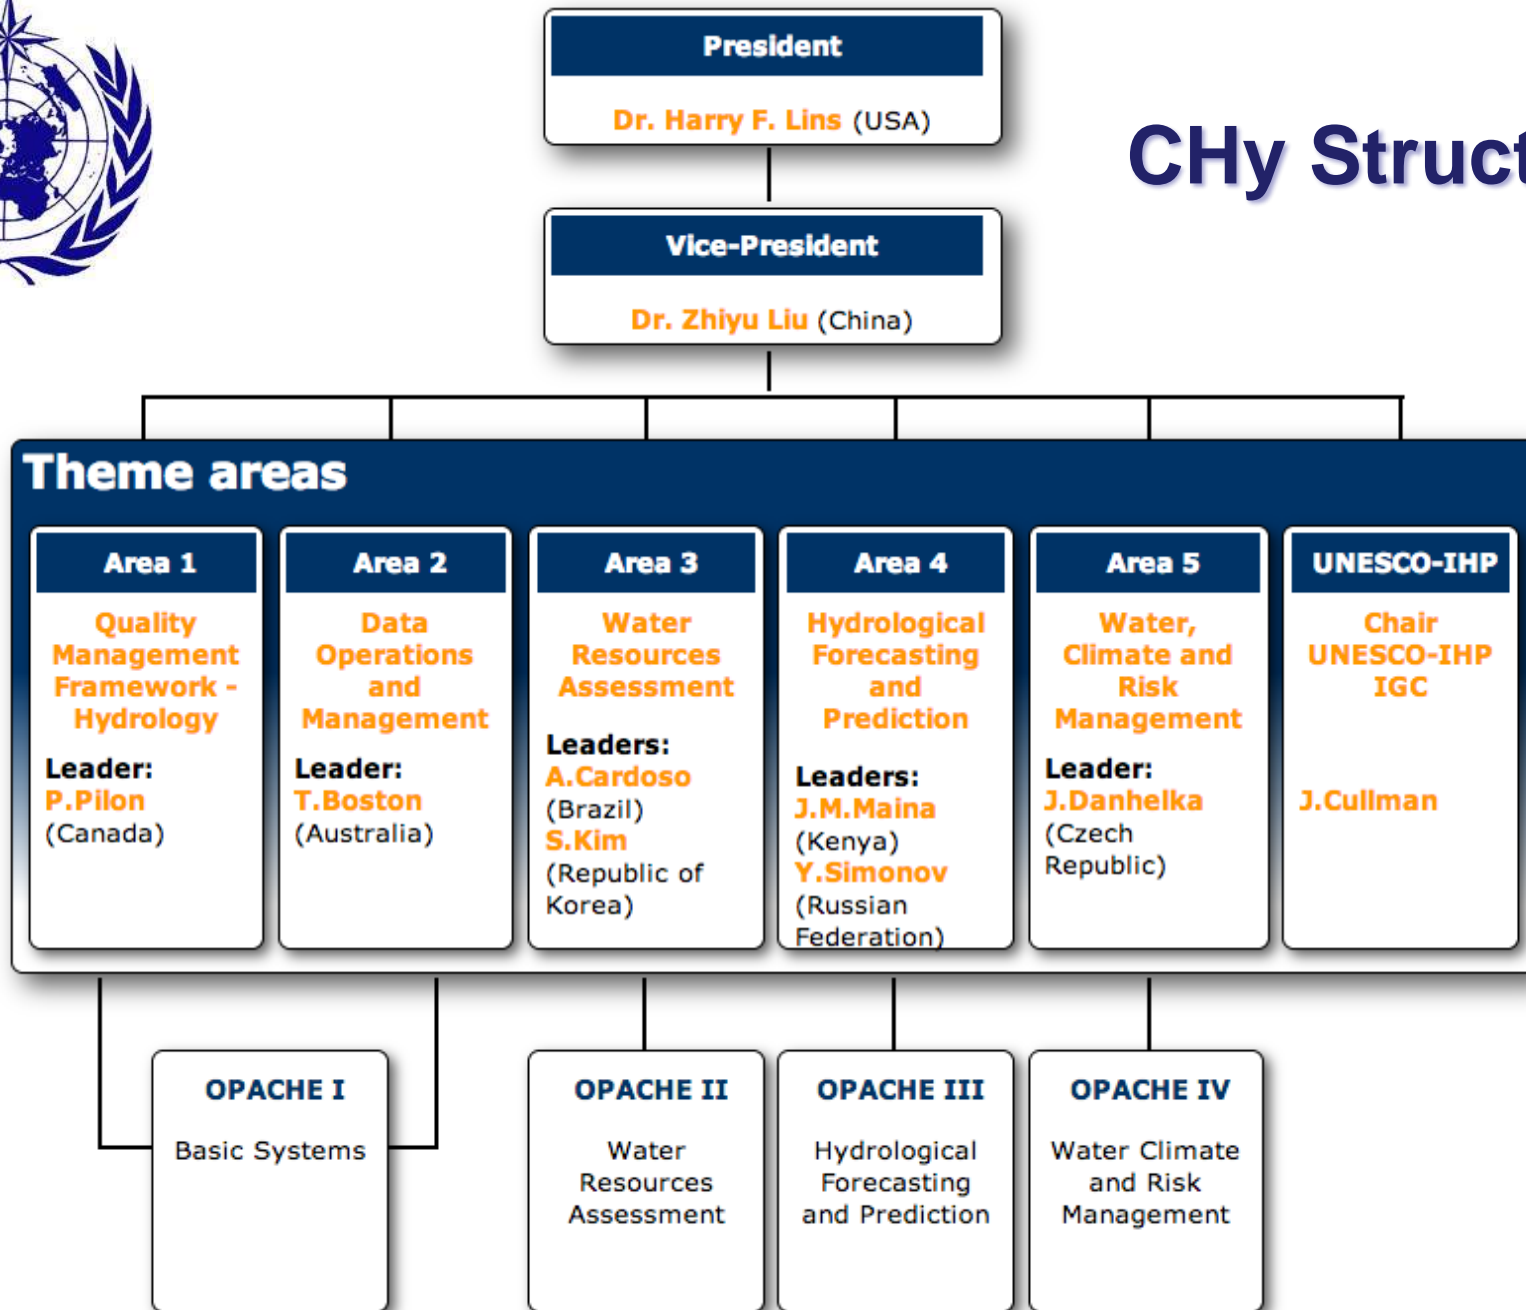 President
Dr. Harry F. Lins (USA)
CHy Struct
Vice-President
Dr. Zhiyu Liu (China)
Theme areas
Area 1
Quality
Management
Framework -
Hydrology
Leader:
P.Pilon
(Canada)
Area 2
Data
Operations
and
Management
Leader:
T.Boston
(Australia)
Area 3
Water
Resources
Assessment
Leaders:
A.Cardoso
(Brazil)
S.Kim
(Republic of
Korea)
Area 4
Hydrological
Forecasting
and
Prediction
Leaders:
J.M.Maina
(Kenya)
Y.Simonov
(Russian
Federation)
Area 5
Water,
Climate and
Risk
Management
Leader:
J.Danhelka
(Czech
Republic)
UNESCO-IHP
Chair
UNESCO-IHP
IGC
J.Cullman
OPACHE I
Basic Systems
OPACHE II
Water
Resources
Assessment
OPACHE III
Hydrological
Forecasting
and Prediction
OPACHE IV
Water Climate
and Risk
Management